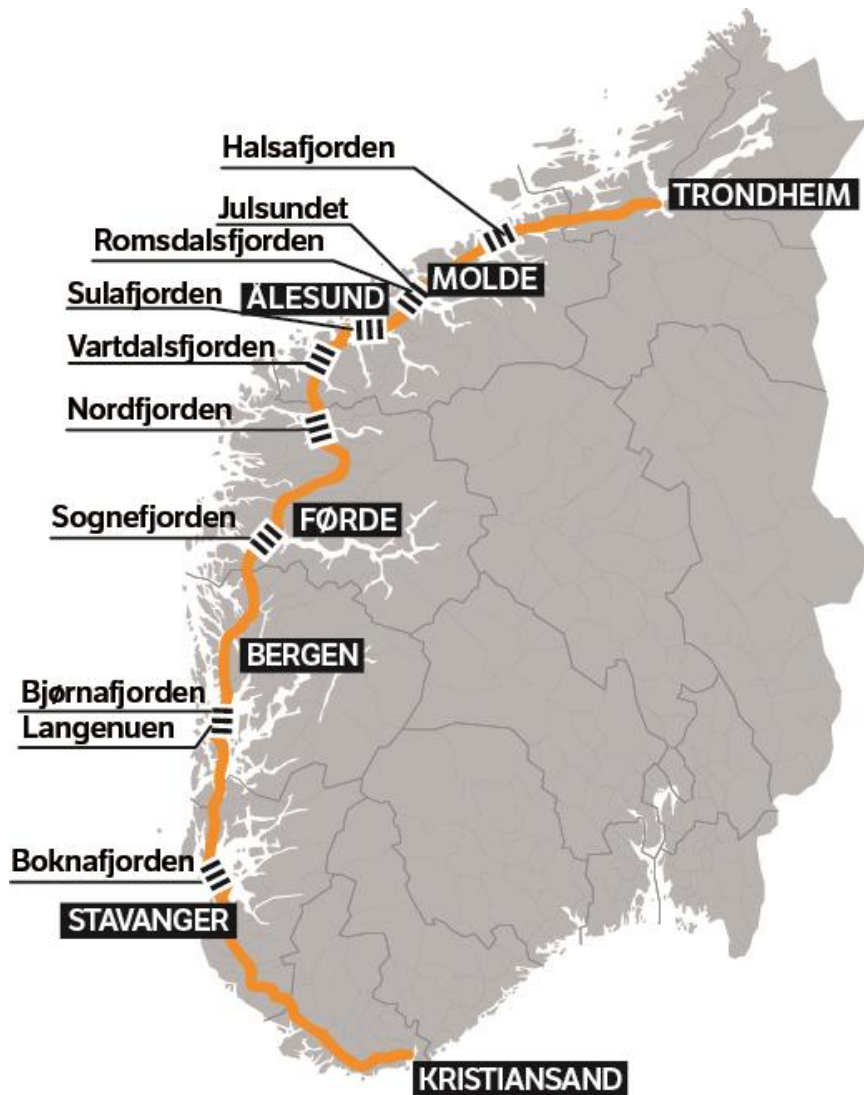 Halsafjorden
TRONDHEIM
Julsundet
Romsdalsfjorden
MOLDE
Sulafjorden
ÅLESUND
Vartdalsfjorden
Nordfjorden
Sognefjorden
FØRDE
BERGEN
Bjørnafjorden
Langenuen
Boknafjorden
STAVANGER
KRISTIANSAND